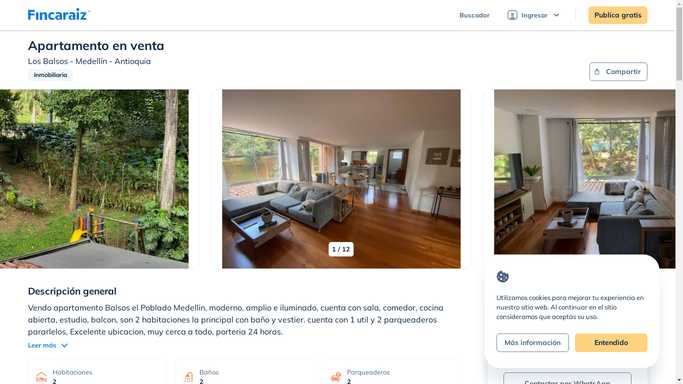 Fincaraiz
Buscador
Ingresar
Publica gratis
Apartamento en venta
Los Balsos - Medellín - Antioquia
Inmobiliaria
Compartir
1 / 12
Descripción general
Vendo apartamento Balsos el Poblado Medellin, moderno, amplio e iluminado, cuenta con sala, comedor, cocina
abierta, estudio, balcon, son 2 habitaciones la principal con baño y vestier. cuenta con 1 util y 2 parqueaderos
pararlelos, Excelente ubicacion, muy cerca a todo, porteria 24 horas.
Leer más
Habitaciones
2
Baños
2
Parqueaderos
2
Utilizamos cookies para mejorar tu experiencia en
nuestro sitio web. Al continuar en el sitio
consideramos que aceptas su uso.
Más información
Entendido
Contactar por WhatsApp